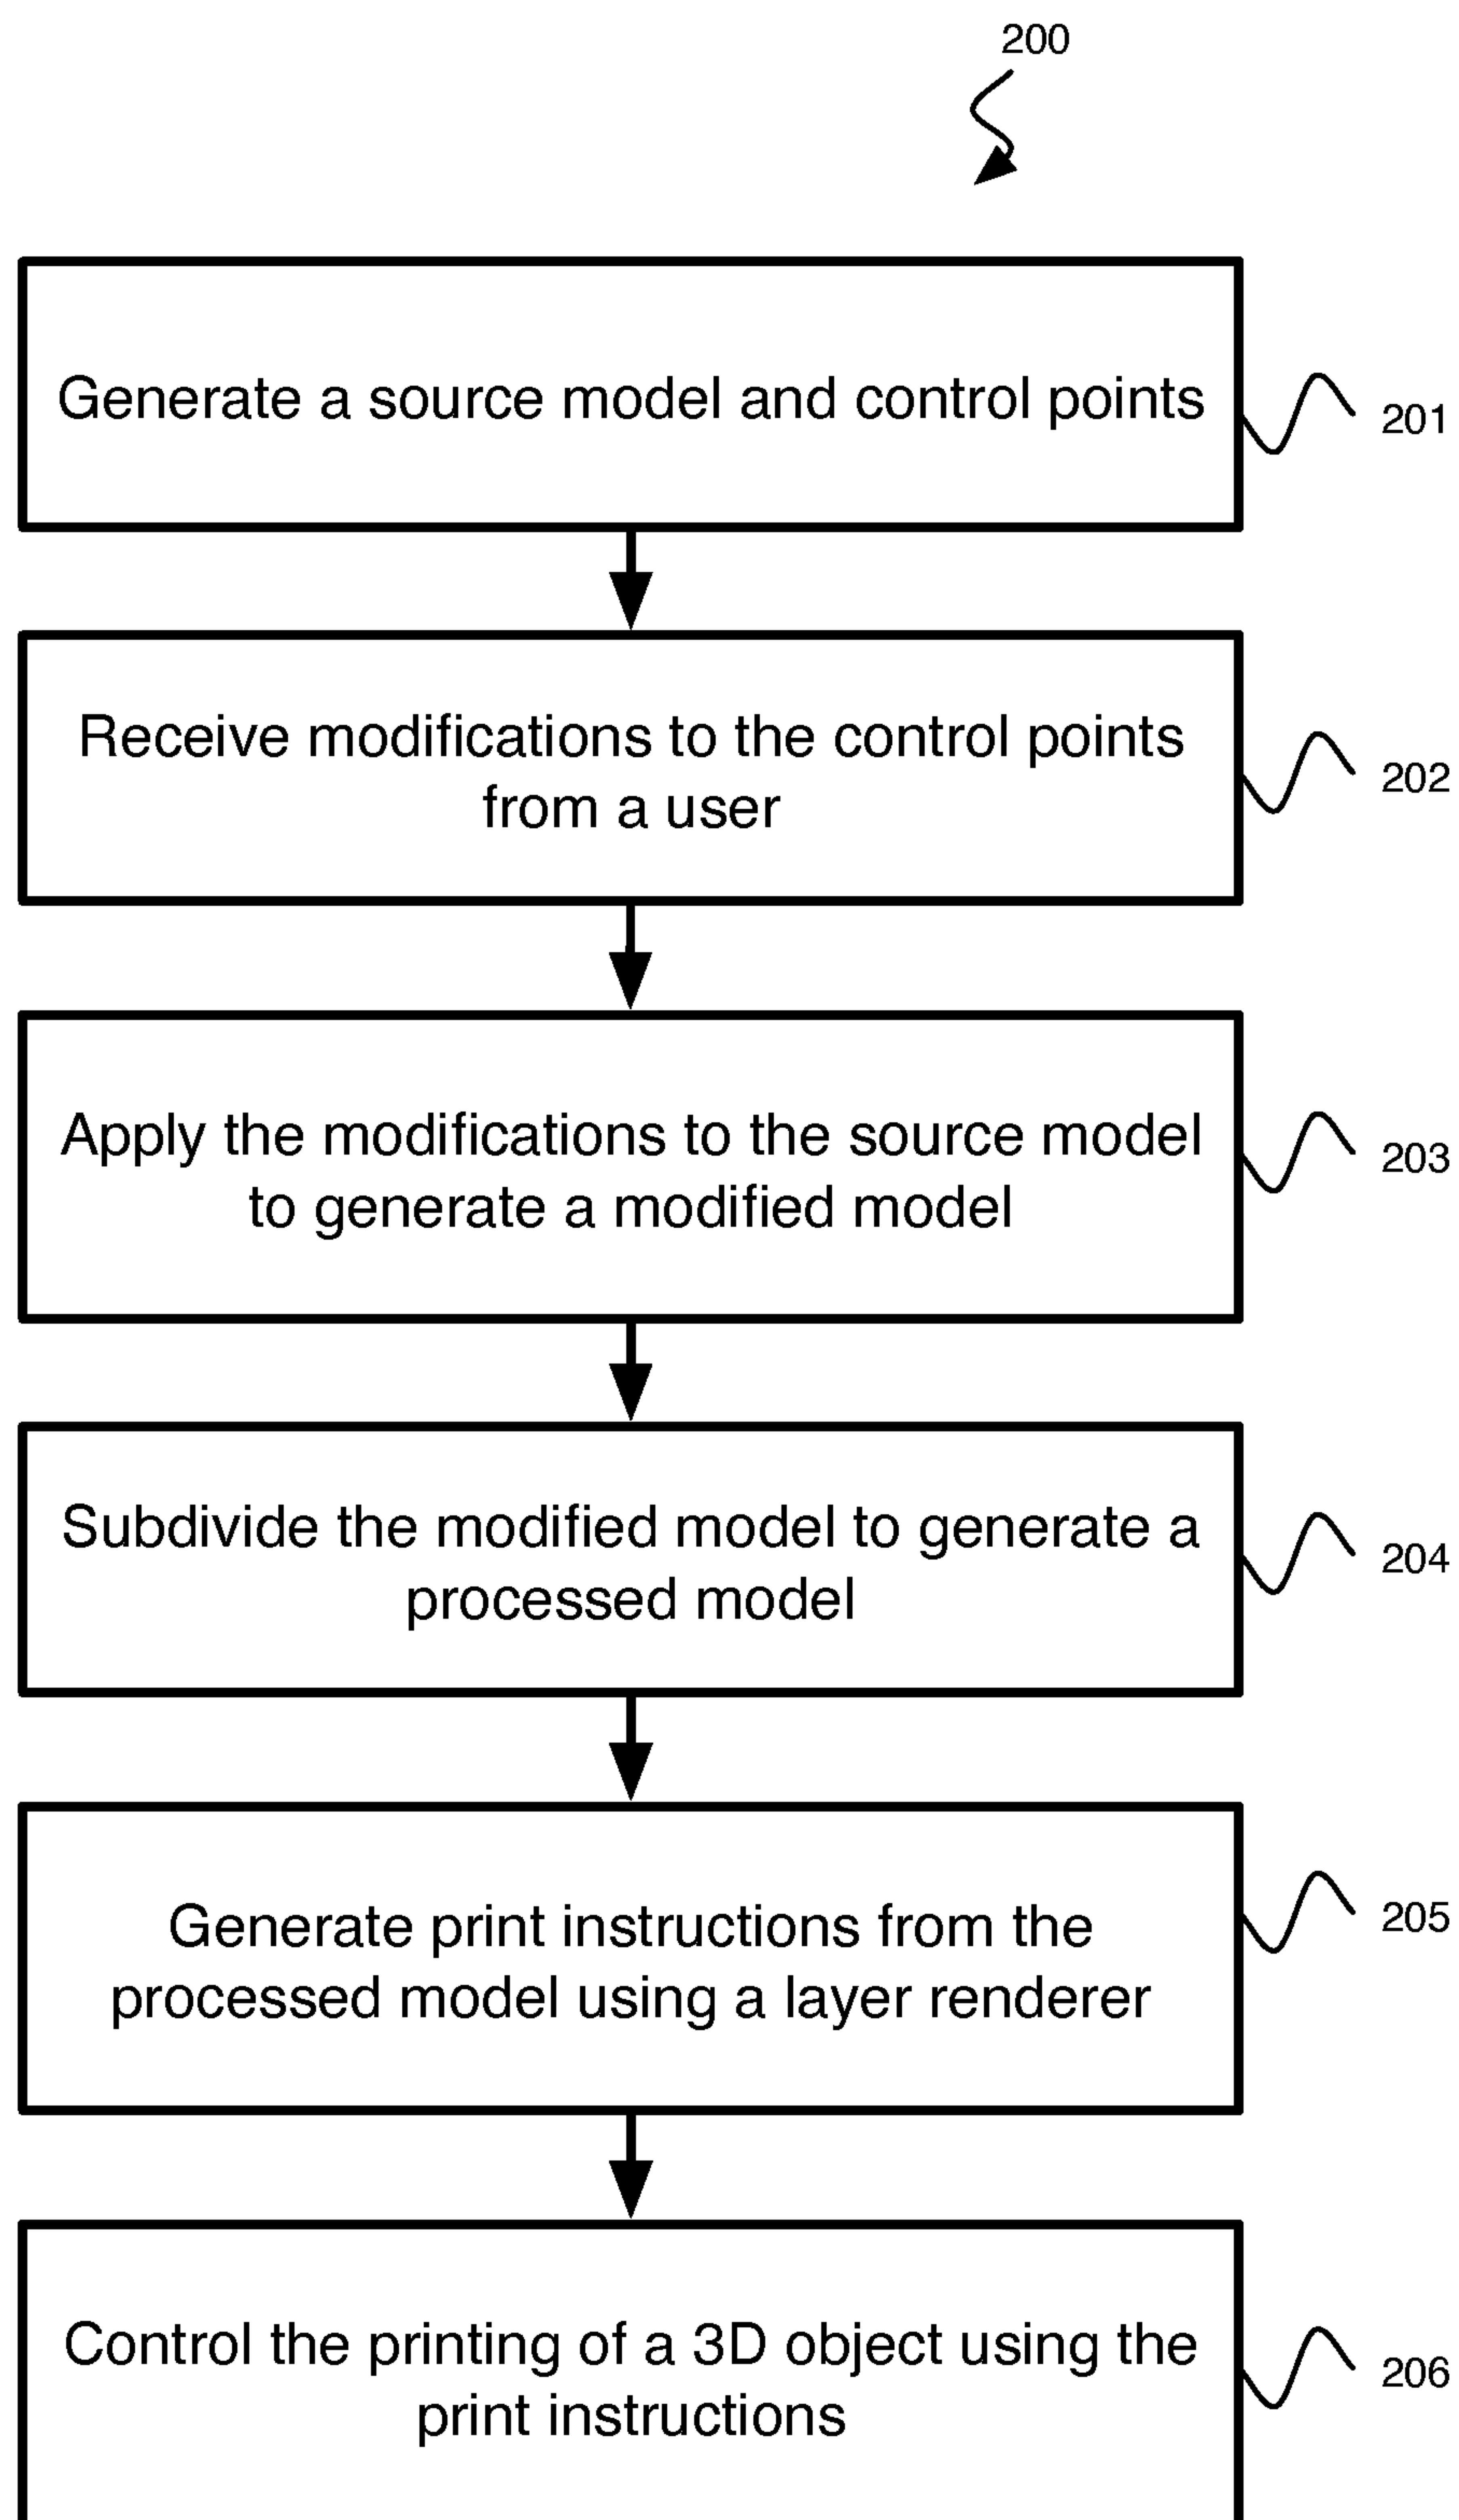 200
Generate a source model and control points
201
Receive modifications to the control points
from a user
202
Apply the modifications to the source model
to generate a modified model
203
Subdivide the modified model to generate a
processed model
204
Generate print instructions from the
processed model using a layer renderer
205
Control the printing of a 3D object using the
print instructions
206